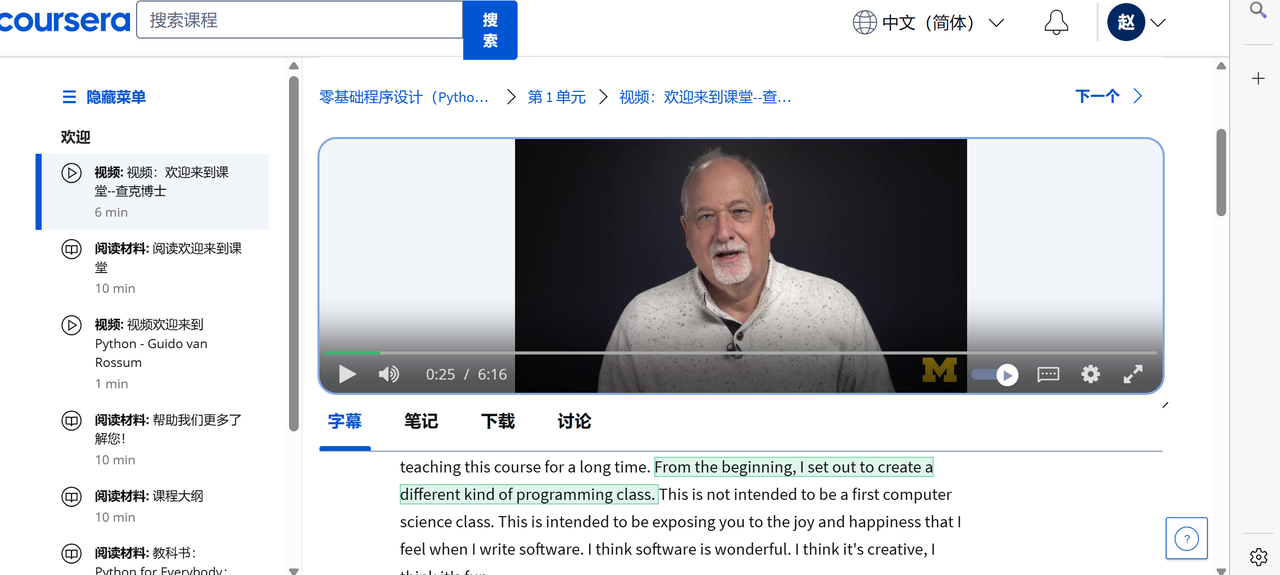 coursera
搜索课程
搜
索
中文（简体）
赵
隐藏菜单
欢迎
视频: 视频：欢迎来到课
堂--查克博士
6 min
阅读材料: 阅读欢迎来到课
堂
10 min
视频: 视频欢迎来到
Python - Guido van
Rossum
1 min
阅读材料: 帮助我们更多了
解您！
10 min
阅读材料: 课程大纲
10 min
阅读材料: 教科书：
Python for Everybody：
零基础程序设计（Pytho…
第 1 单元
视频：欢迎来到课堂--查…
下一个
M
0:25 / 6:16
字幕
笔记
下载
讨论
teaching this course for a long time. From the beginning, I set out to create a
different kind of programming class. This is not intended to be a first computer
science class. This is intended to be exposing you to the joy and happiness that I
feel when I write software. I think software is wonderful. I think it's creative, I
think it's fun
?